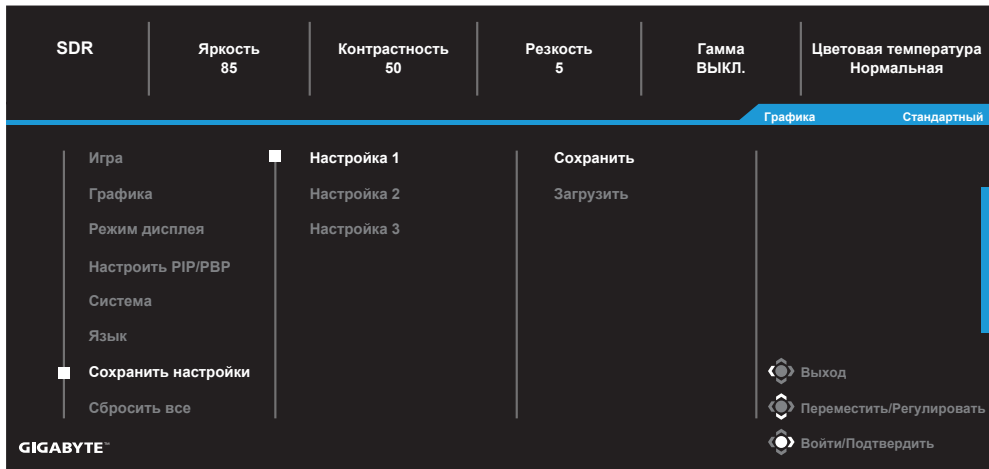 SDR
Яркость
85
Контрастность
50
Резкость
5
Гамма
ВЫКЛ.
Цветовая температура
Нормальная
Графика Стандартный
Игра
Графика
Режим дисплея
Настроить PIP/PBP
Система
Язык
Сохранить настройки
Сбросить все
Настройка 1
Настройка 2
Настройка 3
Сохранить
Загрузить
Выход
Переместить/Регулировать
Войти/Подтвердить
GIGABYTE™